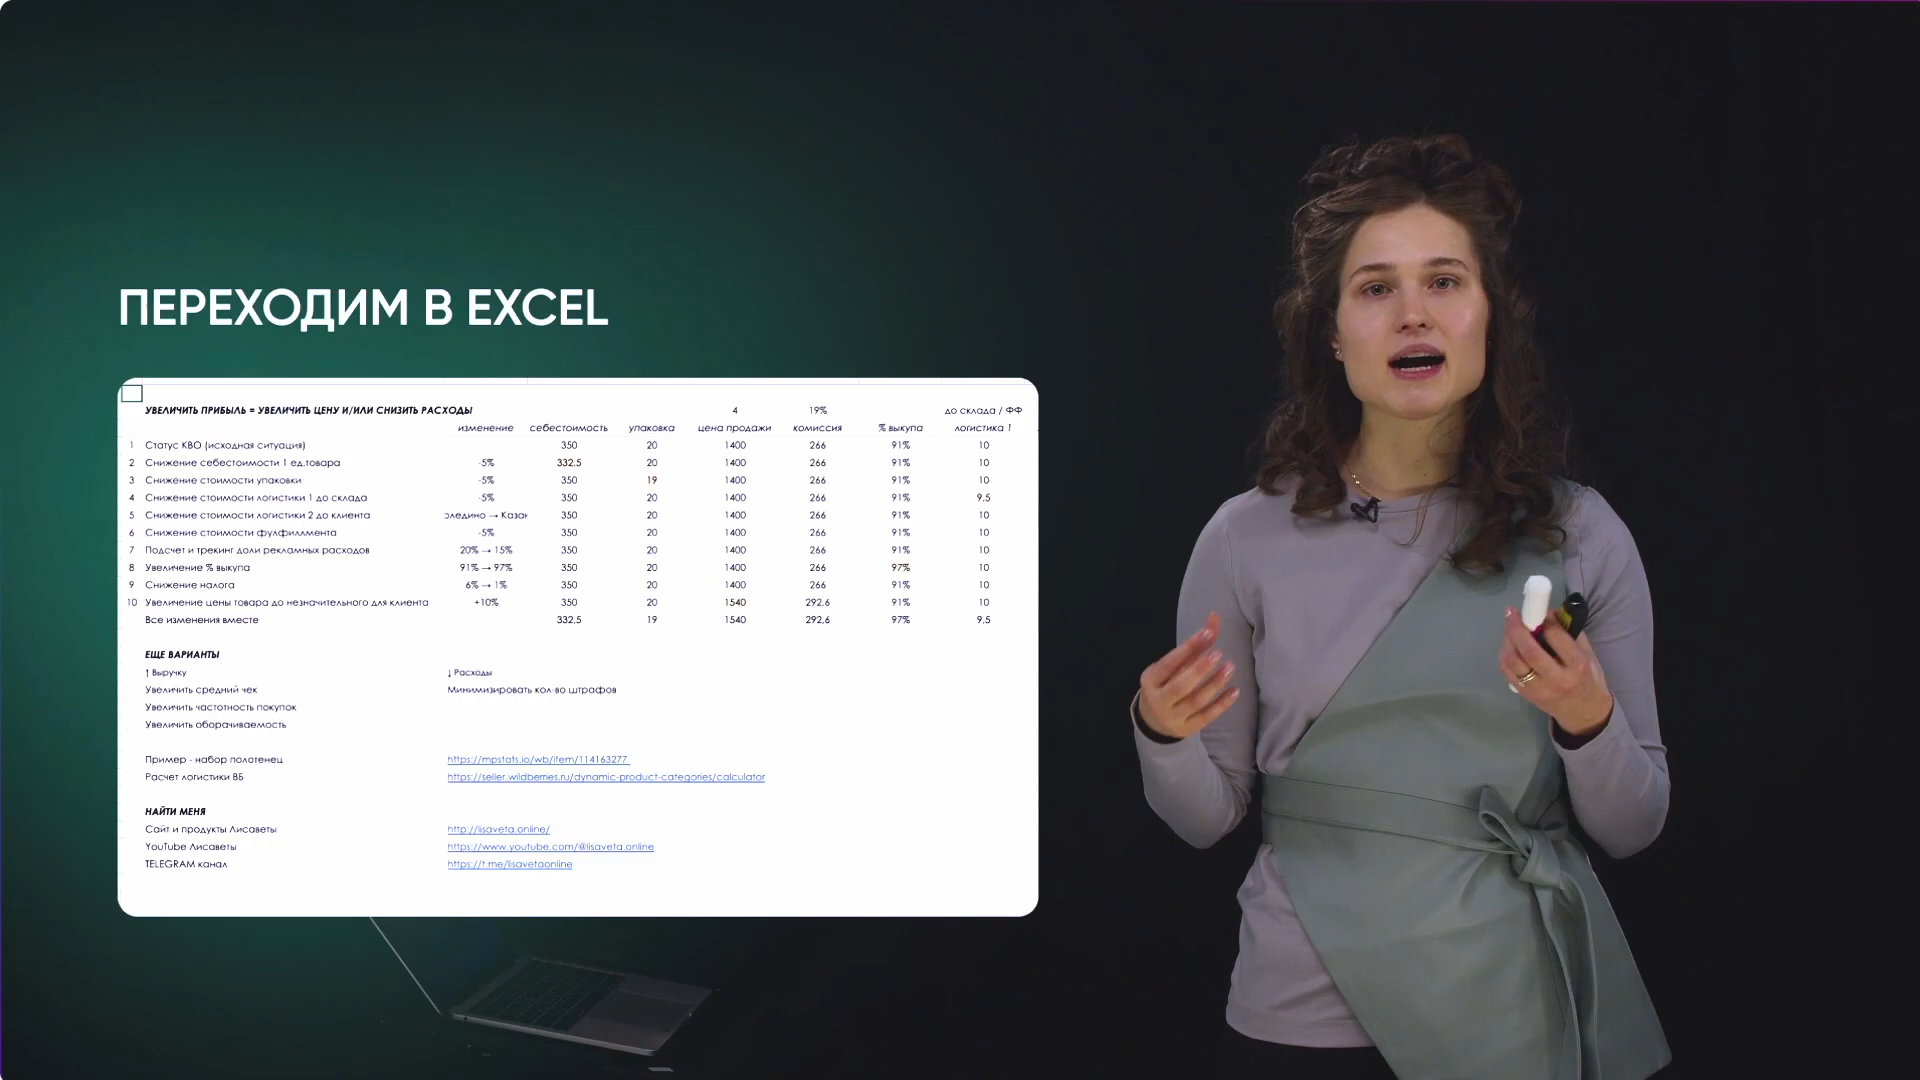 ПЕРЕХОДИМ В EXCEL
УВЕЛИЧИТЬ ПРИБЫЛЬ = УВЕЛИЧИТЬ ЦЕНУ И/ИЛИ СНИЗИТЬ РАСХОДЫ 4 19% до склада / ФФ
изменение себестоимость упаковка цена продажи комиссия % выкупа логистика 1
1 Статус КВО (исходная ситуация) 350 20 1400 266 91% 10
2 Снижение себестоимости 1 ед.товара -5% 332,5 20 1400 266 91% 10
3 Снижение стоимости упаковки -5% 350 19 1400 266 91% 10
4 Снижение стоимости логистики 1 до склада -5% 350 20 1400 266 91% 9,5
5 Снижение стоимости логистики 2 до клиента оледино → Казан 350 20 1400 266 91% 10
6 Снижение стоимости фулфиллмента -5% 350 20 1400 266 91% 10
7 Подсчет и трекинг доли рекламных расходов 20% → 15% 350 20 1400 266 91% 10
8 Увеличение % выкупа 91% → 97% 350 20 1400 266 97% 10
9 Снижение налога 6% → 1% 350 20 1400 266 91% 10
10 Увеличение цены товара до незначительного для клиента +10% 350 20 1540 292,6 91% 10
Все изменения вместе 332,5 19 1540 292,6 97% 9,5
ЕЩЕ ВАРИАНТЫ
↑ Выручку ↓ Расходы
Увеличить средний чек Минимизировать кол-во штрафов
Увеличить частотность покупок
Увеличить оборачиваемость
Пример - набор полотенец https://mpstats.io/wb/item/114163277
Расчет логистики ВБ https://seller.wildberries.ru/dynamic-product-categories/calculator
НАЙТИ МЕНЯ
Сайт и продукты Лисаветы http://lisaveta.online/
YouTube Лисаветы https://www.youtube.com/@lisaveta.online
TELEGRAM канал https://t.me/lisavetaonline